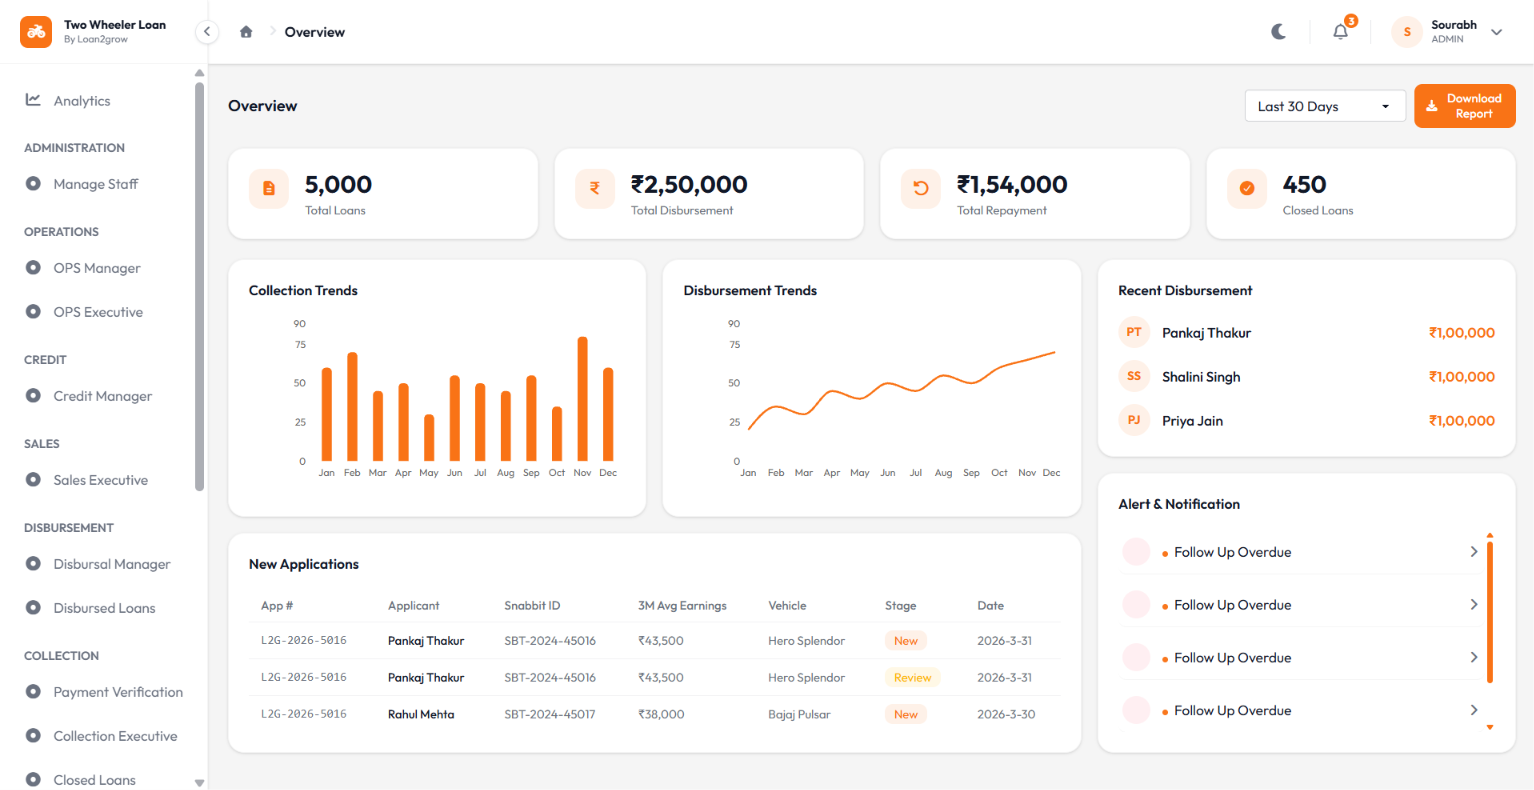 Two Wheeler Loan
By Loan2grow
Analytics
ADMINISTRATION
Manage Staff
OPERATIONS
OPS Manager
OPS Executive
CREDIT
Credit Manager
SALES
Sales Executive
DISBURSEMENT
Disbursal Manager
Disbursed Loans
COLLECTION
Payment Verification
Collection Executive
Closed Loans
Overview
3
S
Sourabh
ADMIN
Overview
Last 30 Days
Download
Report
5,000
Total Loans
₹
₹2,50,000
Total Disbursement
₹1,54,000
Total Repayment
450
Closed Loans
Collection Trends
90
75
50
25
0
Jan Feb Mar Apr May Jun Jul Aug Sep Oct Nov Dec
Disbursement Trends
90
75
50
25
0
Jan Feb Mar Apr May Jun Jul Aug Sep Oct Nov Dec
Recent Disbursement
PT Pankaj Thakur ₹1,00,000
SS Shalini Singh ₹1,00,000
PJ Priya Jain ₹1,00,000
New Applications
App # Applicant Snabbit ID 3M Avg Earnings Vehicle Stage Date
L2G-2026-5016 Pankaj Thakur SBT-2024-45016 ₹43,500 Hero Splendor New 2026-3-31
L2G-2026-5016 Pankaj Thakur SBT-2024-45016 ₹43,500 Hero Splendor Review 2026-3-31
L2G-2026-5016 Rahul Mehta SBT-2024-45017 ₹38,000 Bajaj Pulsar New 2026-3-30
Alert & Notification
Follow Up Overdue
Follow Up Overdue
Follow Up Overdue
Follow Up Overdue